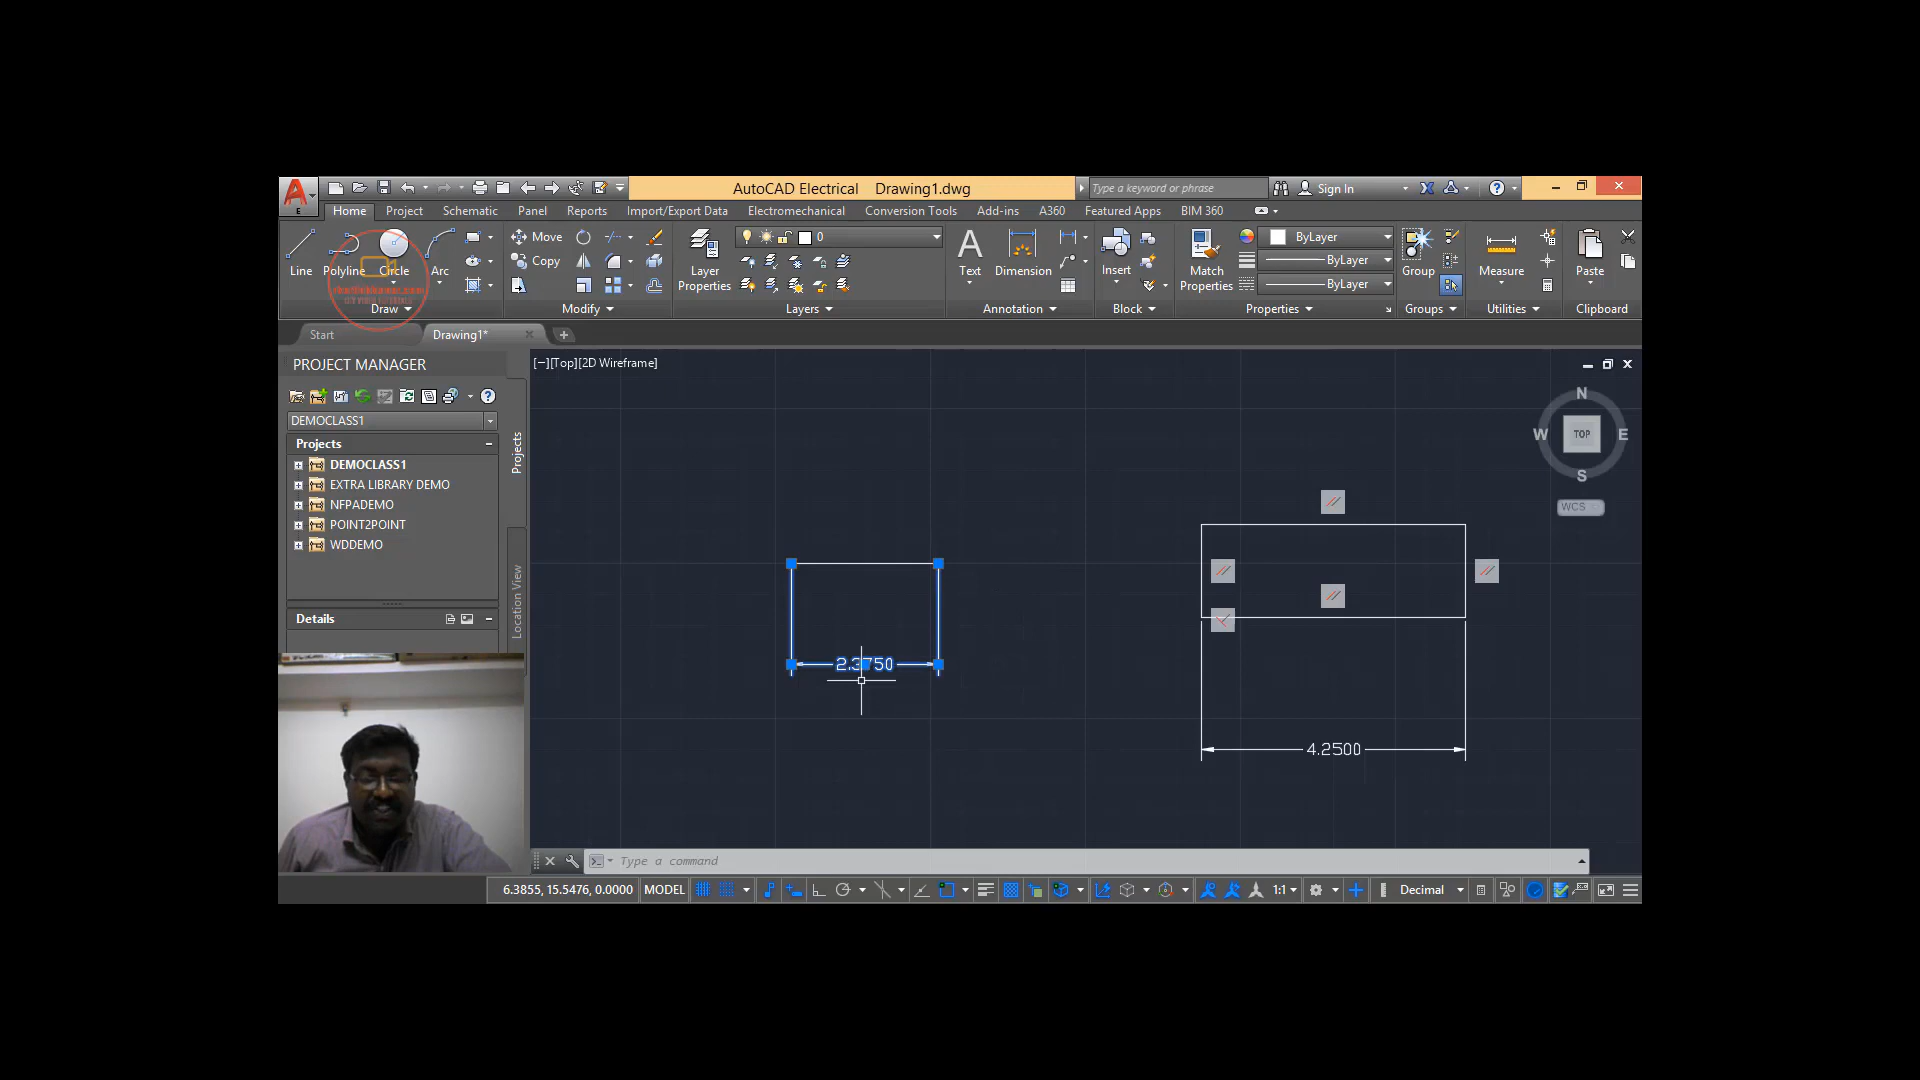 AutoCAD Electrical Drawing1.dwg
Type a keyword or phrase
Sign In
E
Home Project Schematic Panel Reports Import/Export Data Electromechanical Conversion Tools Add-ins A360 Featured Apps BIM 360
Line Polyline Circle Arc
Move
Copy
Layer
Properties
0
Text Dimension
Insert
Match
Properties
ByLayer
ByLayer
ByLayer
Group
Measure
Paste
Draw Modify Layers Annotation Block Properties Groups Utilities Clipboard
Start Drawing1*
PROJECT MANAGER
DEMOCLASS1
Projects
DEMOCLASS1
EXTRA LIBRARY DEMO
NFPADEMO
POINT2POINT
WDDEMO
Details
Projects
Location View
[−][Top][2D Wireframe]
N
W TOP E
S
WCS
2.3750
4.2500
Type a command
6.3855, 15.5476, 0.0000 MODEL 1:1 Decimal